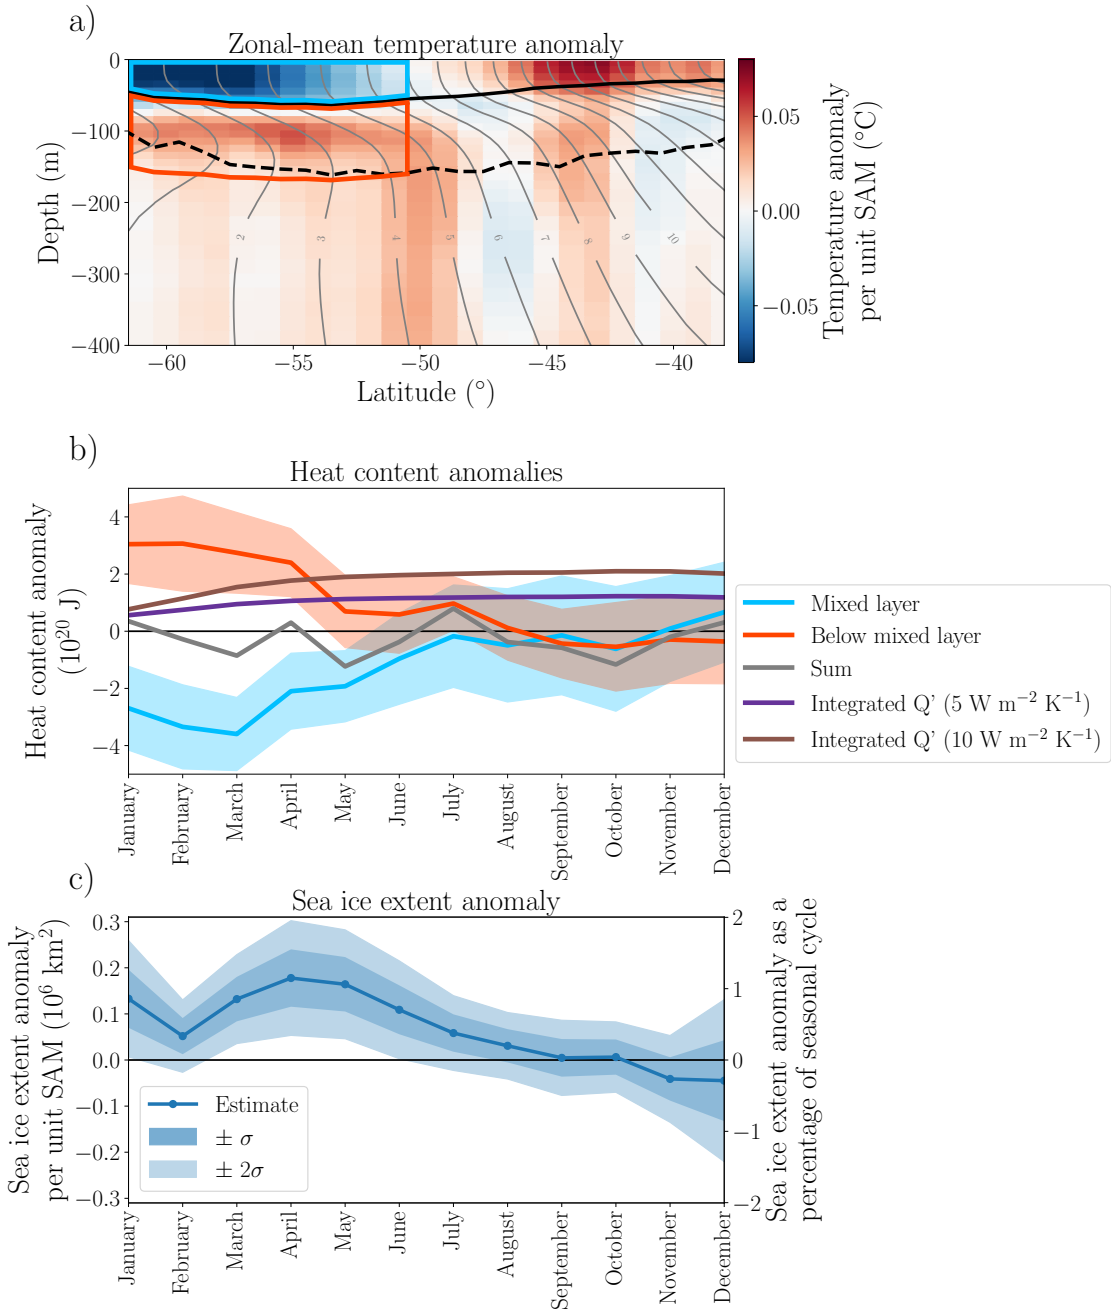 a)
Zonal-mean temperature anomaly
0
−100
−200
−300
−400
Depth (m)
2
3
4
5
6
7
8
9
10
−60
−55
−50
−45
−40
Latitude (°)
0.05
0.00
−0.05
Temperature anomaly
per unit SAM (°C)
b)
Heat content anomalies
4
2
0
−2
−4
Heat content anomaly
(10²⁰ J)
January
February
March
April
May
June
July
August
September
October
November
December
Mixed layer
Below mixed layer
Sum
Integrated Q' (5 W m⁻² K⁻¹)
Integrated Q' (10 W m⁻² K⁻¹)
c)
Sea ice extent anomaly
0.3
0.2
0.1
0.0
−0.1
−0.2
−0.3
Sea ice extent anomaly
per unit SAM (10⁶ km²)
Estimate
± σ
± 2σ
2
1
0
−1
−2
Sea ice extent anomaly as a
percentage of seasonal cycle
January
February
March
April
May
June
July
August
September
October
November
December